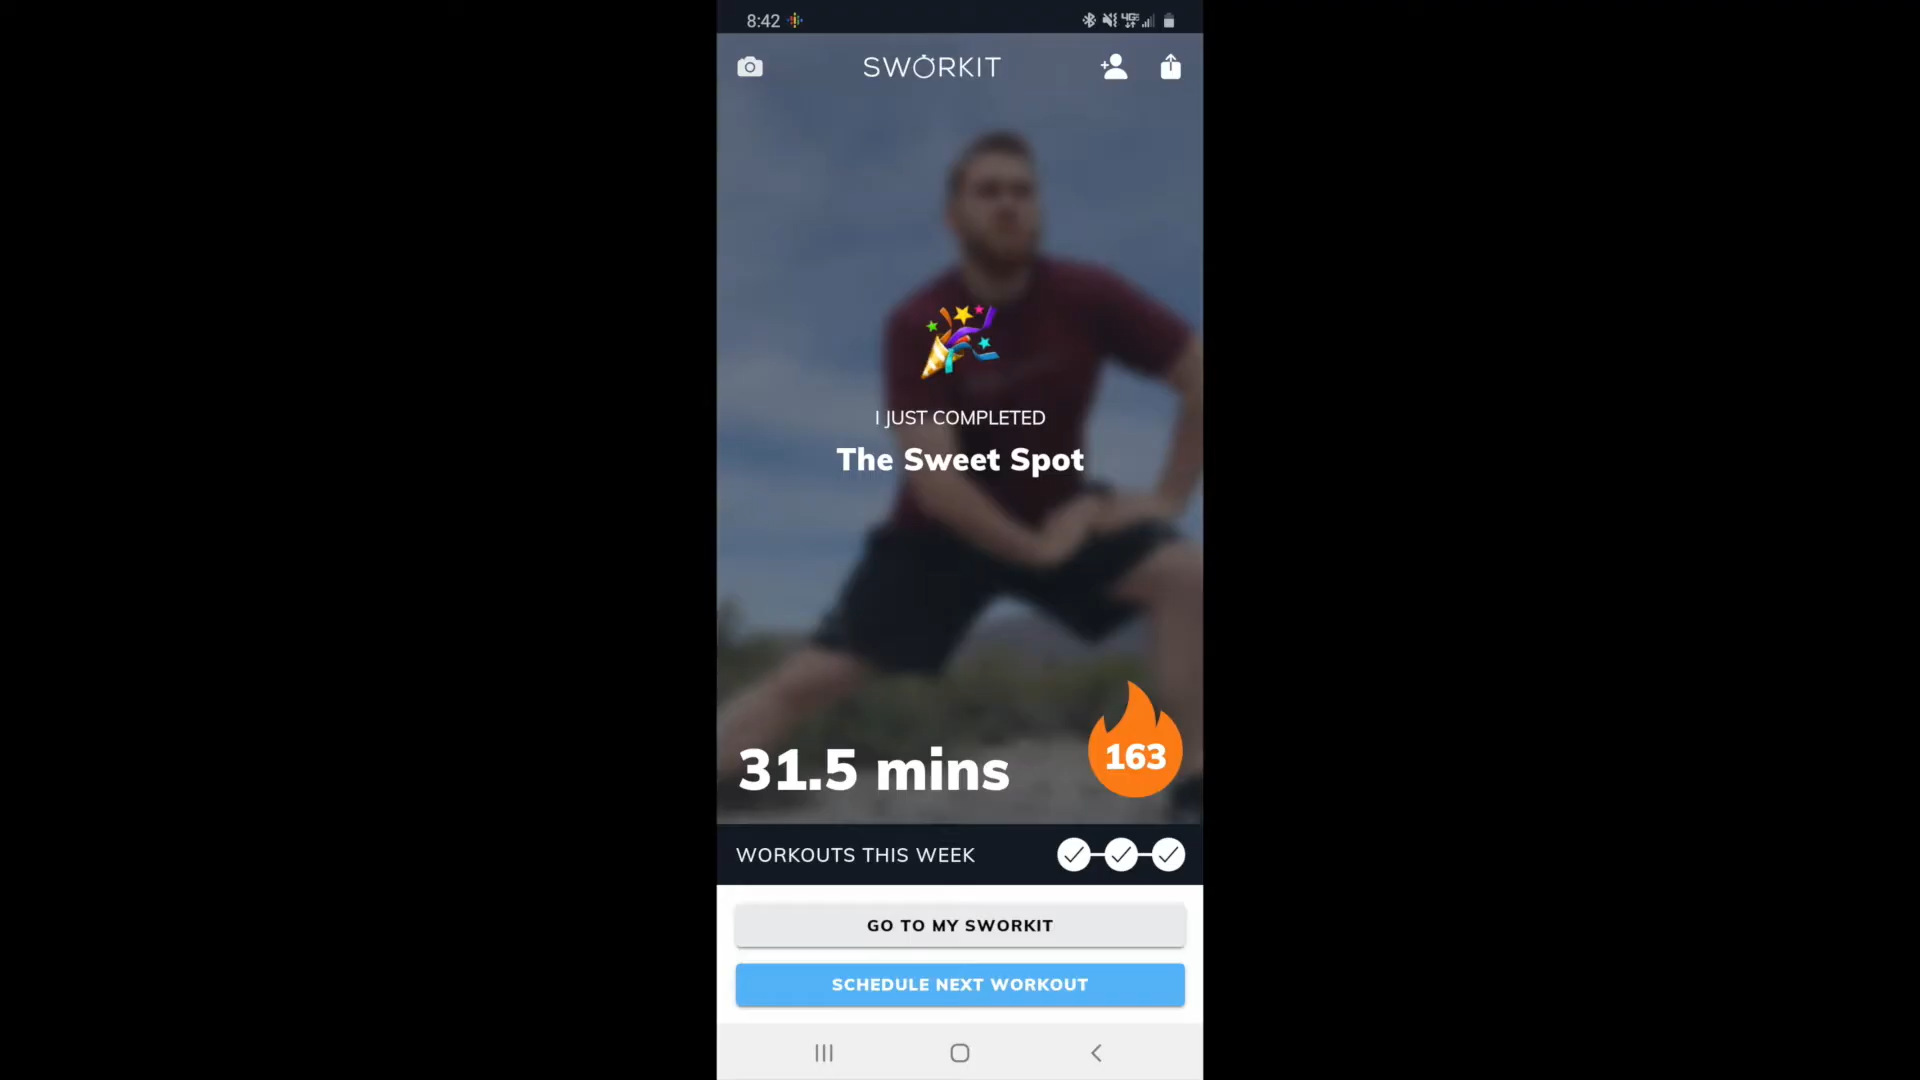 8:42
SWORKIT
I JUST COMPLETED
The Sweet Spot
31.5 mins
163
WORKOUTS THIS WEEK
GO TO MY SWORKIT
SCHEDULE NEXT WORKOUT